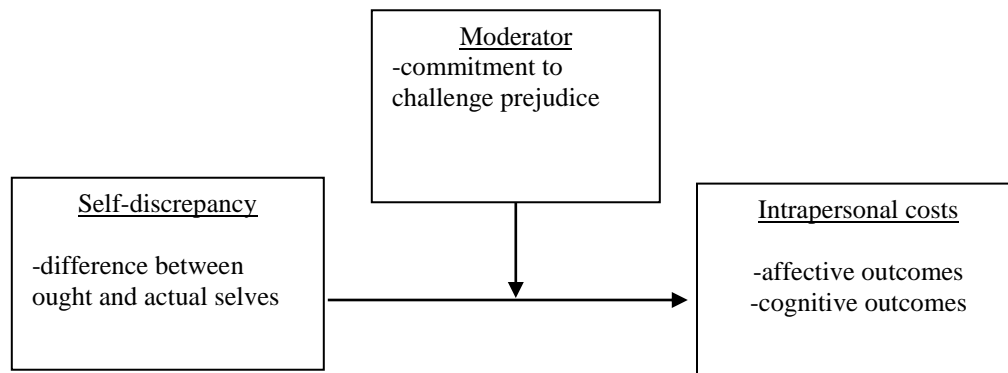 Moderator
-commitment to
challenge prejudice
Self-discrepancy
-difference between
ought and actual selves
Intrapersonal costs
-affective outcomes
-cognitive outcomes